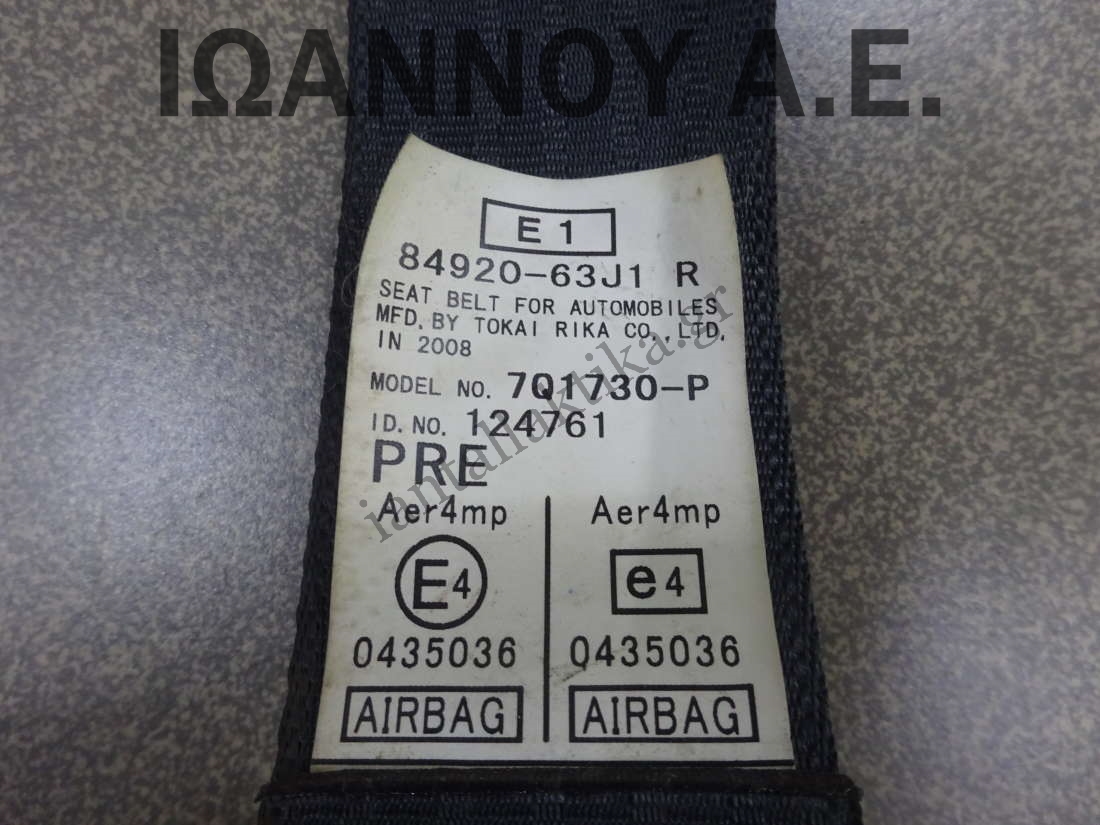 ΙΩΑΝΝΟΥ Α.Ε.
E1
84920-63J1 R
SEAT BELT FOR AUTOMOBILES
MFD. BY TOKAI RIKA CO., LTD.
IN 2008
MODEL NO. 7Q1730-P
ID. NO. 124761
PRE
Aer4mp Aer4mp
E4 e4
0435036 0435036
AIRBAG AIRBAG
iantallaktika.gr